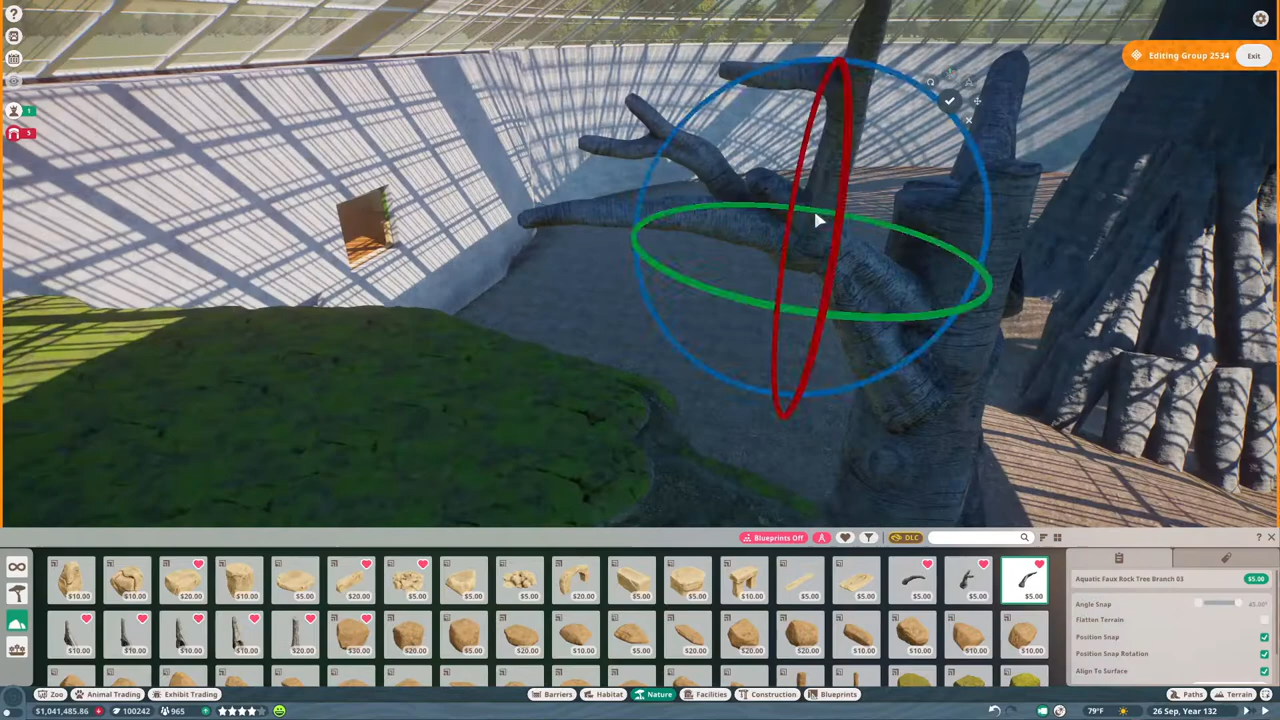 Editing Group 2534
Exit
1
5
Blueprints Off
DLC
$10.00 $10.00 $20.00 $10.00 $5.00 $20.00 $5.00 $5.00 $5.00 $20.00 $5.00 $5.00 $10.00 $5.00 $5.00 $5.00 $5.00 $5.00
$10.00 $10.00 $10.00 $10.00 $20.00 $30.00 $20.00 $10.00 $5.00 $10.00 $5.00 $5.00 $10.00 $10.00 $10.00 $10.00 $10.00 $10.00
Aquatic Faux Rock Tree Branch 03
$5.00
Angle Snap
45.00°
Flatten Terrain
Position Snap
Position Snap Rotation
Align To Surface
Zoo
Animal Trading
Exhibit Trading
Barriers
Habitat
Nature
Facilities
Construction
Blueprints
Paths
Terrain
$1,041,485.86
100242
965
79°F
26 Sep, Year 132